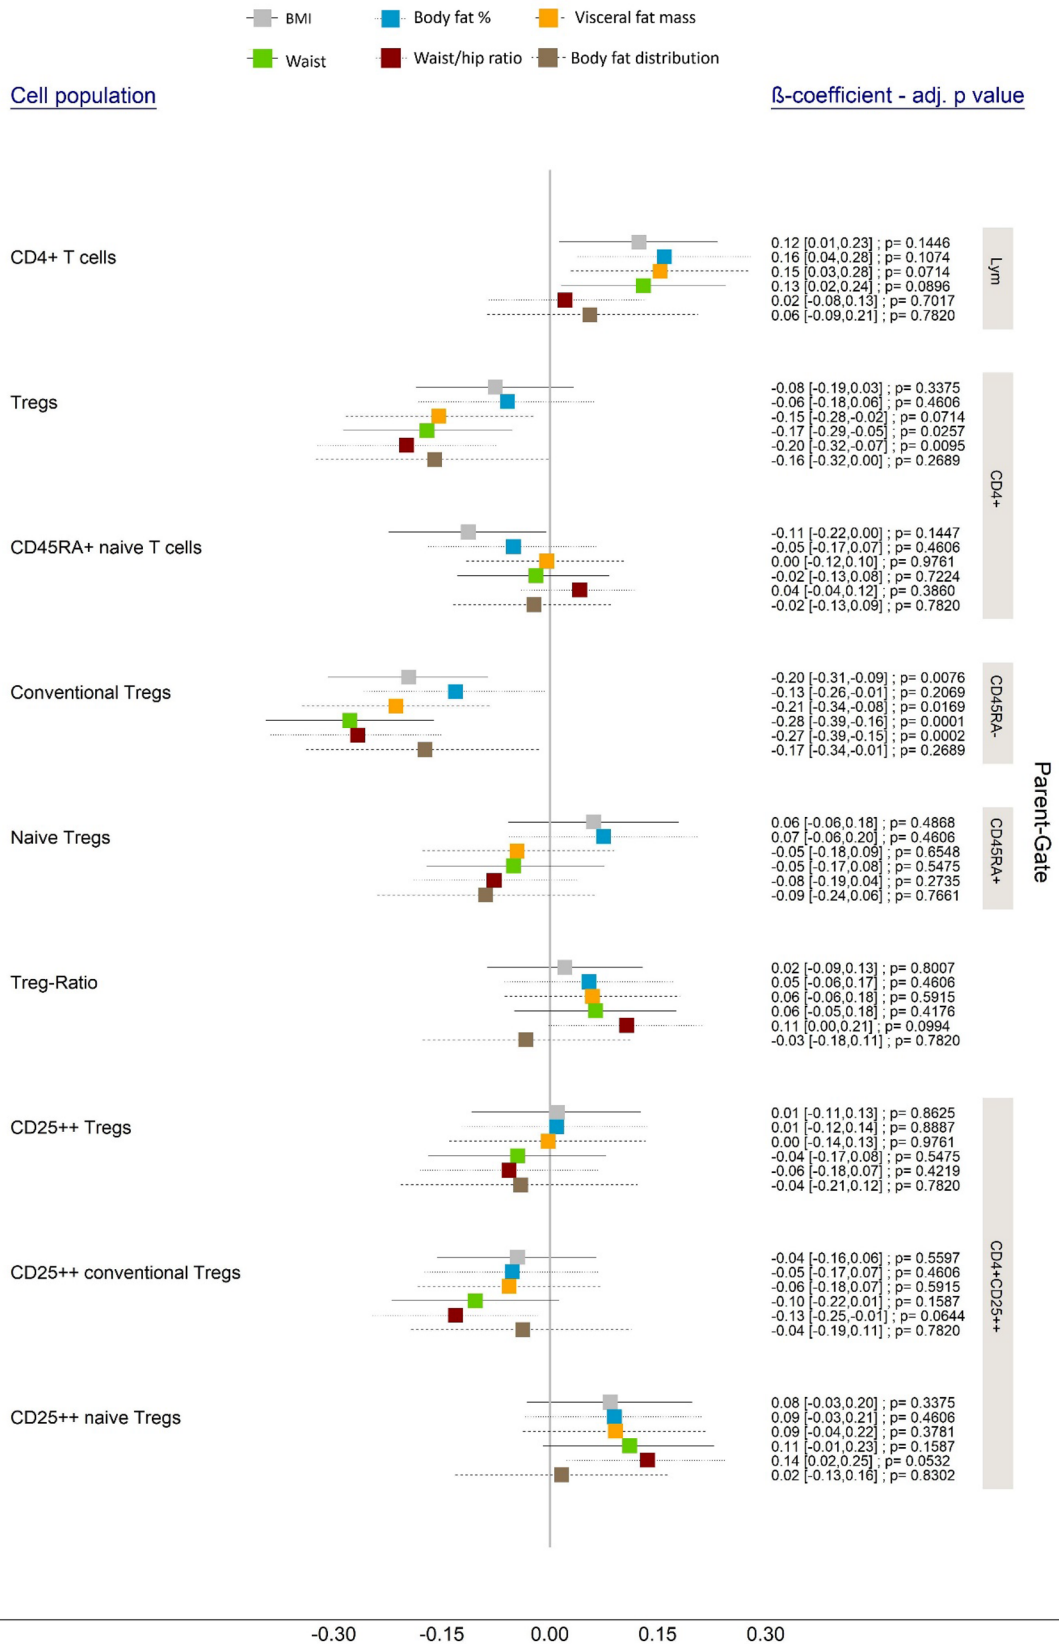 BMI Body fat % Visceral fat mass
Waist Waist/hip ratio Body fat distribution
Cell population ß-coefficient - adj. p value
CD4+ T cells
0.12 [0.01,0.23] ; p= 0.1446
0.16 [0.04,0.28] ; p= 0.1074
0.15 [0.03,0.28] ; p= 0.0714
0.13 [0.02,0.24] ; p= 0.0896
0.02 [-0.08,0.13] ; p= 0.7017
0.06 [-0.09,0.21] ; p= 0.7820
Lym
Tregs
-0.08 [-0.19,0.03] ; p= 0.3375
-0.06 [-0.18,0.06] ; p= 0.4606
-0.15 [-0.28,-0.02] ; p= 0.0714
-0.17 [-0.29,-0.05] ; p= 0.0257
-0.20 [-0.32,-0.07] ; p= 0.0095
-0.16 [-0.32,0.00] ; p= 0.2689
CD4+
CD45RA+ naive T cells
-0.11 [-0.22,0.00] ; p= 0.1447
-0.05 [-0.17,0.07] ; p= 0.4606
0.00 [-0.12,0.10] ; p= 0.9761
-0.02 [-0.13,0.08] ; p= 0.7224
0.04 [-0.04,0.12] ; p= 0.3860
-0.02 [-0.13,0.09] ; p= 0.7820
Conventional Tregs
-0.20 [-0.31,-0.09] ; p= 0.0076
-0.13 [-0.26,-0.01] ; p= 0.2069
-0.21 [-0.34,-0.08] ; p= 0.0169
-0.28 [-0.39,-0.16] ; p= 0.0001
-0.27 [-0.39,-0.15] ; p= 0.0002
-0.17 [-0.34,-0.01] ; p= 0.2689
CD45RA-
Parent-Gate
Naive Tregs
0.06 [-0.06,0.18] ; p= 0.4868
0.07 [-0.06,0.20] ; p= 0.4606
-0.05 [-0.18,0.09] ; p= 0.6548
-0.05 [-0.17,0.08] ; p= 0.5475
-0.08 [-0.19,0.04] ; p= 0.2735
-0.09 [-0.24,0.06] ; p= 0.7661
CD45RA+
Treg-Ratio
0.02 [-0.09,0.13] ; p= 0.8007
0.05 [-0.06,0.17] ; p= 0.4606
0.06 [-0.06,0.18] ; p= 0.5915
0.06 [-0.05,0.18] ; p= 0.4176
0.11 [0.00,0.21] ; p= 0.0994
-0.03 [-0.18,0.11] ; p= 0.7820
CD25++ Tregs
0.01 [-0.11,0.13] ; p= 0.8625
0.01 [-0.12,0.14] ; p= 0.8887
0.00 [-0.14,0.13] ; p= 0.9761
-0.04 [-0.17,0.08] ; p= 0.5475
-0.06 [-0.18,0.07] ; p= 0.4219
-0.04 [-0.21,0.12] ; p= 0.7820
CD25++ conventional Tregs
-0.04 [-0.16,0.06] ; p= 0.5597
-0.05 [-0.17,0.07] ; p= 0.4606
-0.06 [-0.18,0.07] ; p= 0.5915
-0.10 [-0.22,0.01] ; p= 0.1587
-0.13 [-0.25,-0.01] ; p= 0.0644
-0.04 [-0.19,0.11] ; p= 0.7820
CD4+CD25++
CD25++ naive Tregs
0.08 [-0.03,0.20] ; p= 0.3375
0.09 [-0.03,0.21] ; p= 0.4606
0.09 [-0.04,0.22] ; p= 0.3781
0.11 [-0.01,0.23] ; p= 0.1587
0.14 [0.02,0.25] ; p= 0.0532
0.02 [-0.13,0.16] ; p= 0.8302
-0.30 -0.15 0.00 0.15 0.30